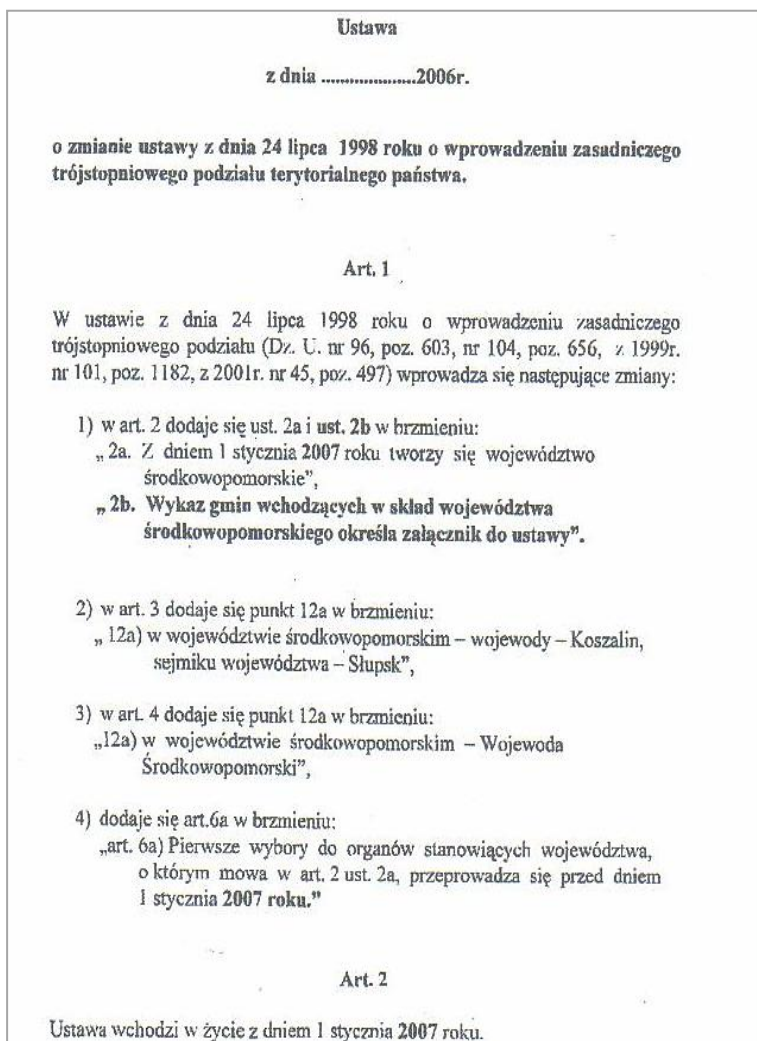 Ustawa
z dnia .....................2006r.
o zmianie ustawy z dnia 24 lipca 1998 roku o wprowadzeniu zasadniczego
trójstopniowego podziału terytorialnego państwa.
Art. 1
W ustawie z dnia 24 lipca 1998 roku o wprowadzeniu zasadniczego
trójstopniowego podziału (Dz. U. nr 96, poz. 603, nr 104, poz. 656, z 1999r.
nr 101, poz. 1182, z 2001r. nr 45, poz. 497) wprowadza się następujące zmiany:
1) w art. 2 dodaje się ust. 2a i ust. 2b w brzmieniu:
„ 2a. Z dniem 1 stycznia 2007 roku tworzy się województwo
środkowopomorskie”,
„ 2b. Wykaz gmin wchodzących w skład województwa
środkowopomorskiego określa załącznik do ustawy”.
2) w art. 3 dodaje się punkt 12a w brzmieniu:
„ 12a) w województwie środkowopomorskim – wojewody – Koszalin,
sejmiku województwa – Słupsk”,
3) w art. 4 dodaje się punkt 12a w brzmieniu:
„12a) w województwie środkowopomorskim – Wojewoda
Środkowopomorski”,
4) dodaje się art.6a w brzmieniu:
„art. 6a) Pierwsze wybory do organów stanowiących województwa,
o którym mowa w art. 2 ust. 2a, przeprowadza się przed dniem
1 stycznia 2007 roku.”
Art. 2
Ustawa wchodzi w życie z dniem 1 stycznia 2007 roku.